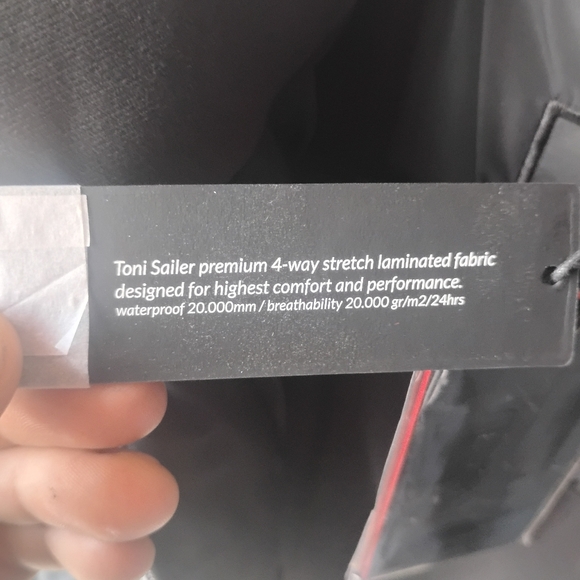 Toni Sailer premium 4-way stretch laminated fabric
designed for highest comfort and performance.
waterproof 20.000mm / breathability 20.000 gr/m2/24hrs